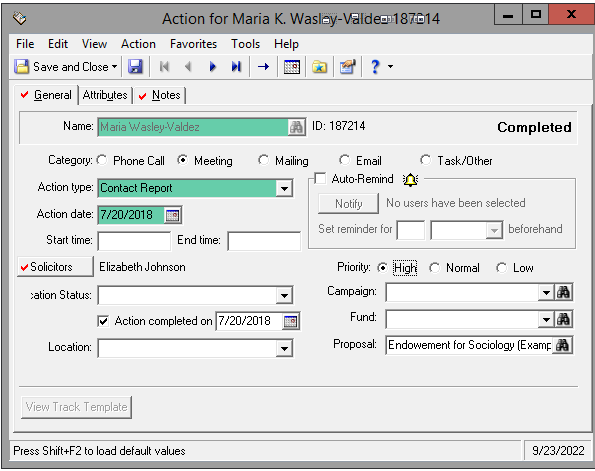 Action for Maria K. Wasley-Valdez 187214
File Edit View Action Favorites Tools Help
Save and Close
General Attributes Notes
Name: Maria Wasley-Valdez ID: 187214 Completed
Category: Phone Call Meeting Mailing Email Task/Other
Action type: Contact Report Auto-Remind
Notify No users have been selected
Action date: 7/20/2018
Set reminder for beforehand
Start time: End time:
Solicitors Elizabeth Johnson Priority: High Normal Low
:ation Status: Campaign:
Action completed on 7/20/2018 Fund:
Location: Proposal: Endowement for Sociology (Examp
View Track Template
Press Shift+F2 to load default values 9/23/2022